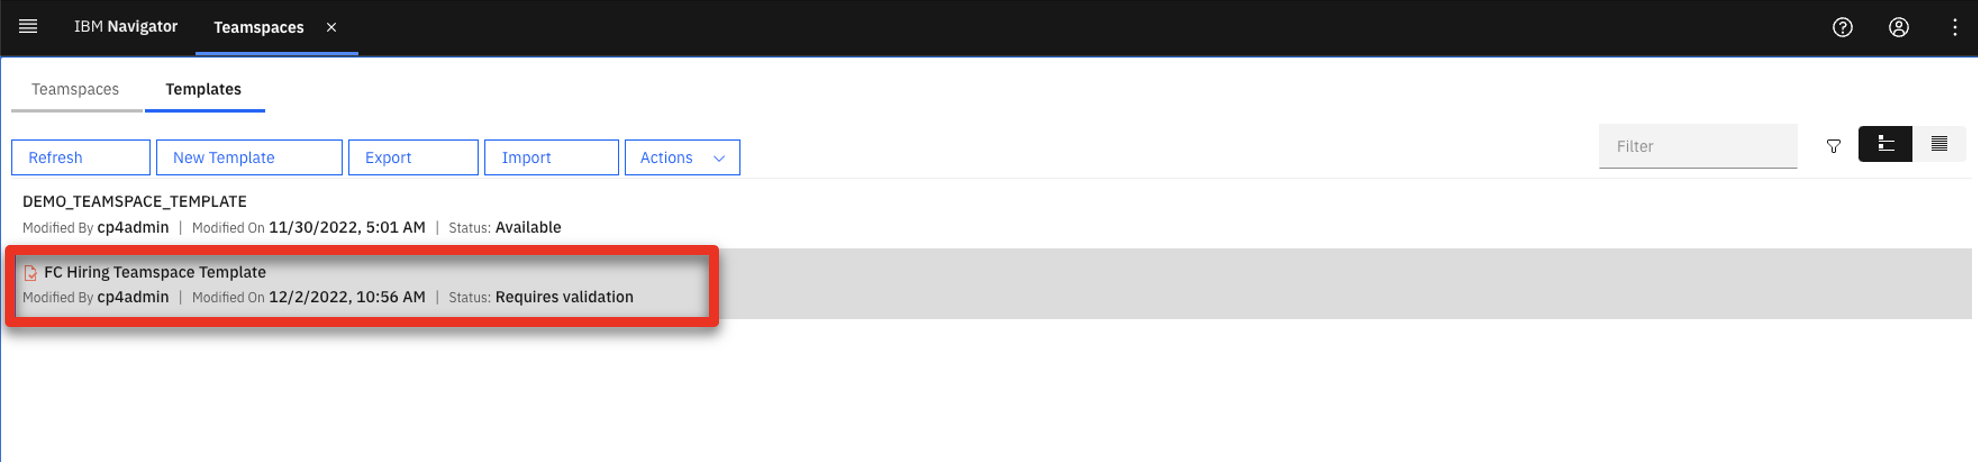 IBM Navigator Teamspaces
Teamspaces Templates
Refresh New Template Export Import Actions Filter
DEMO_TEAMSPACE_TEMPLATE
Modified By cp4admin | Modified On 11/30/2022, 5:01 AM | Status: Available
FC Hiring Teamspace Template
Modified By cp4admin | Modified On 12/2/2022, 10:56 AM | Status: Requires validation